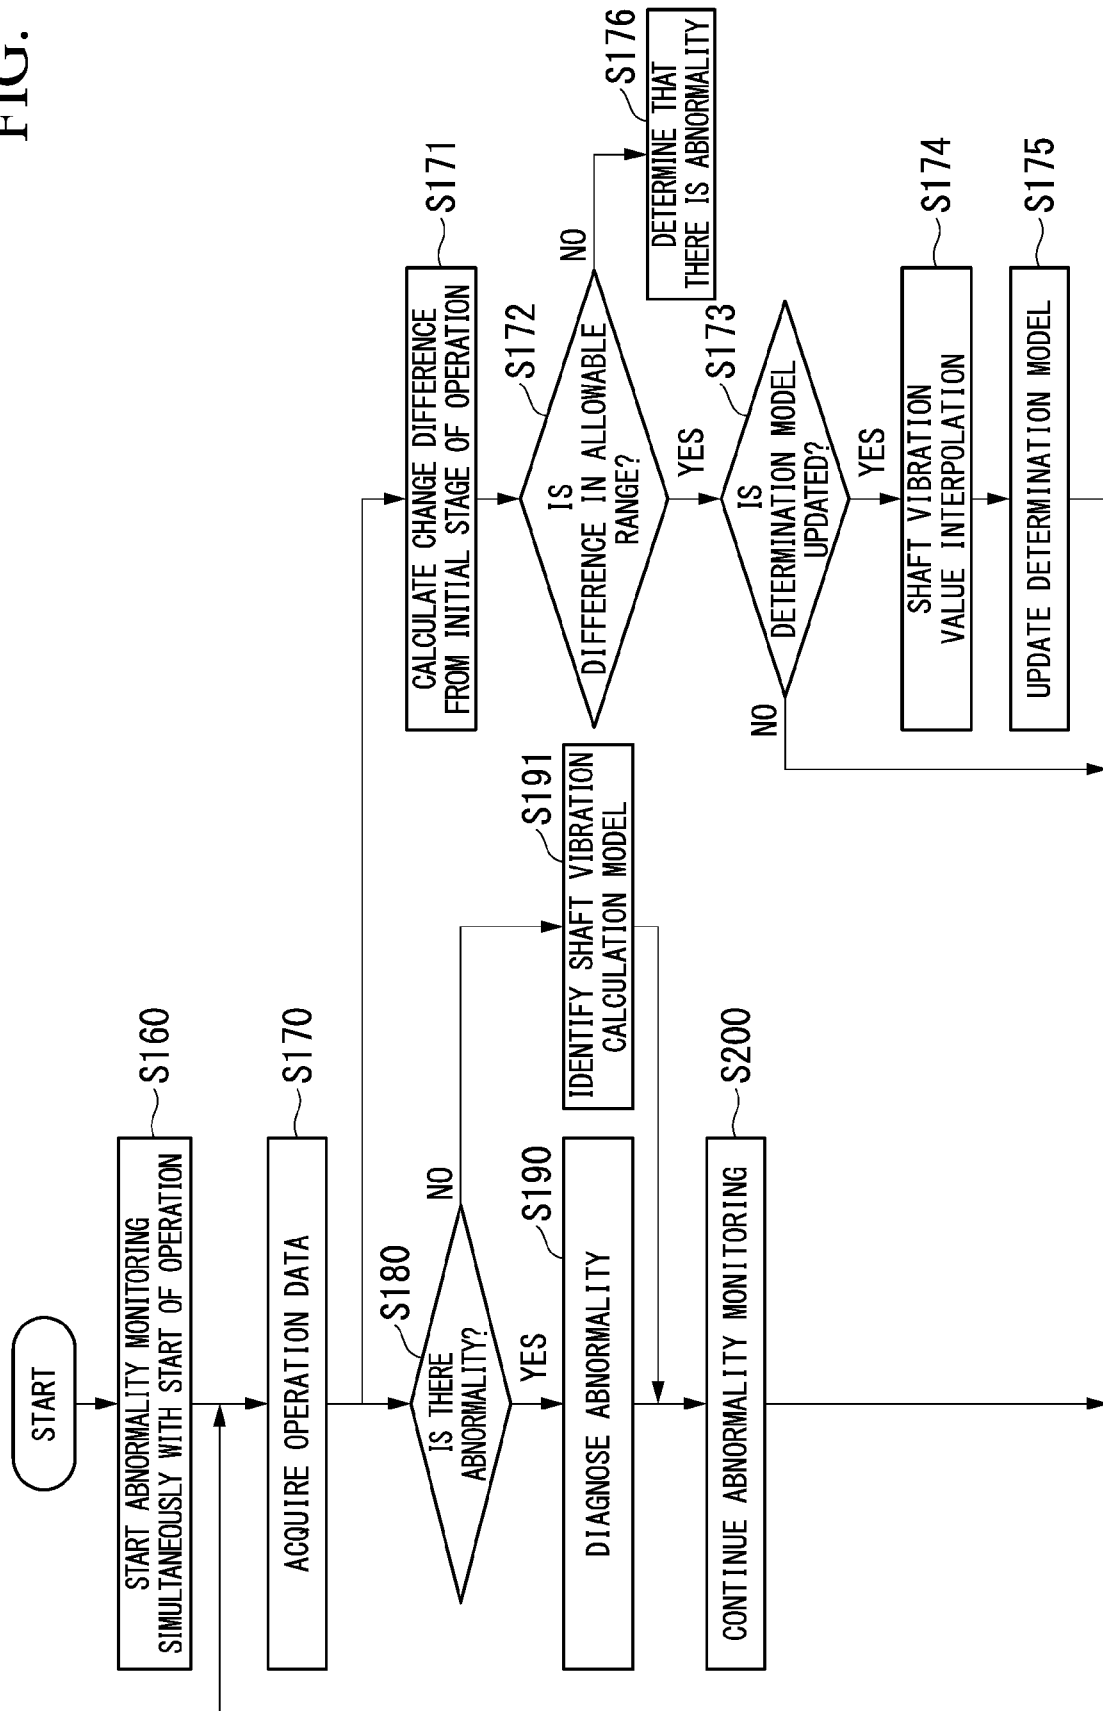 FIG.
START
START ABNORMALITY MONITORING
SIMULTANEOUSLY WITH START OF OPERATION
S160
ACQUIRE OPERATION DATA
S170
IS THERE
ABNORMALITY?
S180
NO
YES
DIAGNOSE ABNORMALITY
S190
IDENTIFY SHAFT VIBRATION
CALCULATION MODEL
S191
CONTINUE ABNORMALITY MONITORING
S200
CALCULATE CHANGE DIFFERENCE
FROM INITIAL STAGE OF OPERATION
S171
IS
DIFFERENCE IN ALLOWABLE
RANGE?
S172
NO
YES
DETERMINE THAT
THERE IS ABNORMALITY
S176
IS
DETERMINATION MODEL
UPDATED?
S173
NO
YES
SHAFT VIBRATION
VALUE INTERPOLATION
S174
UPDATE DETERMINATION MODEL
S175